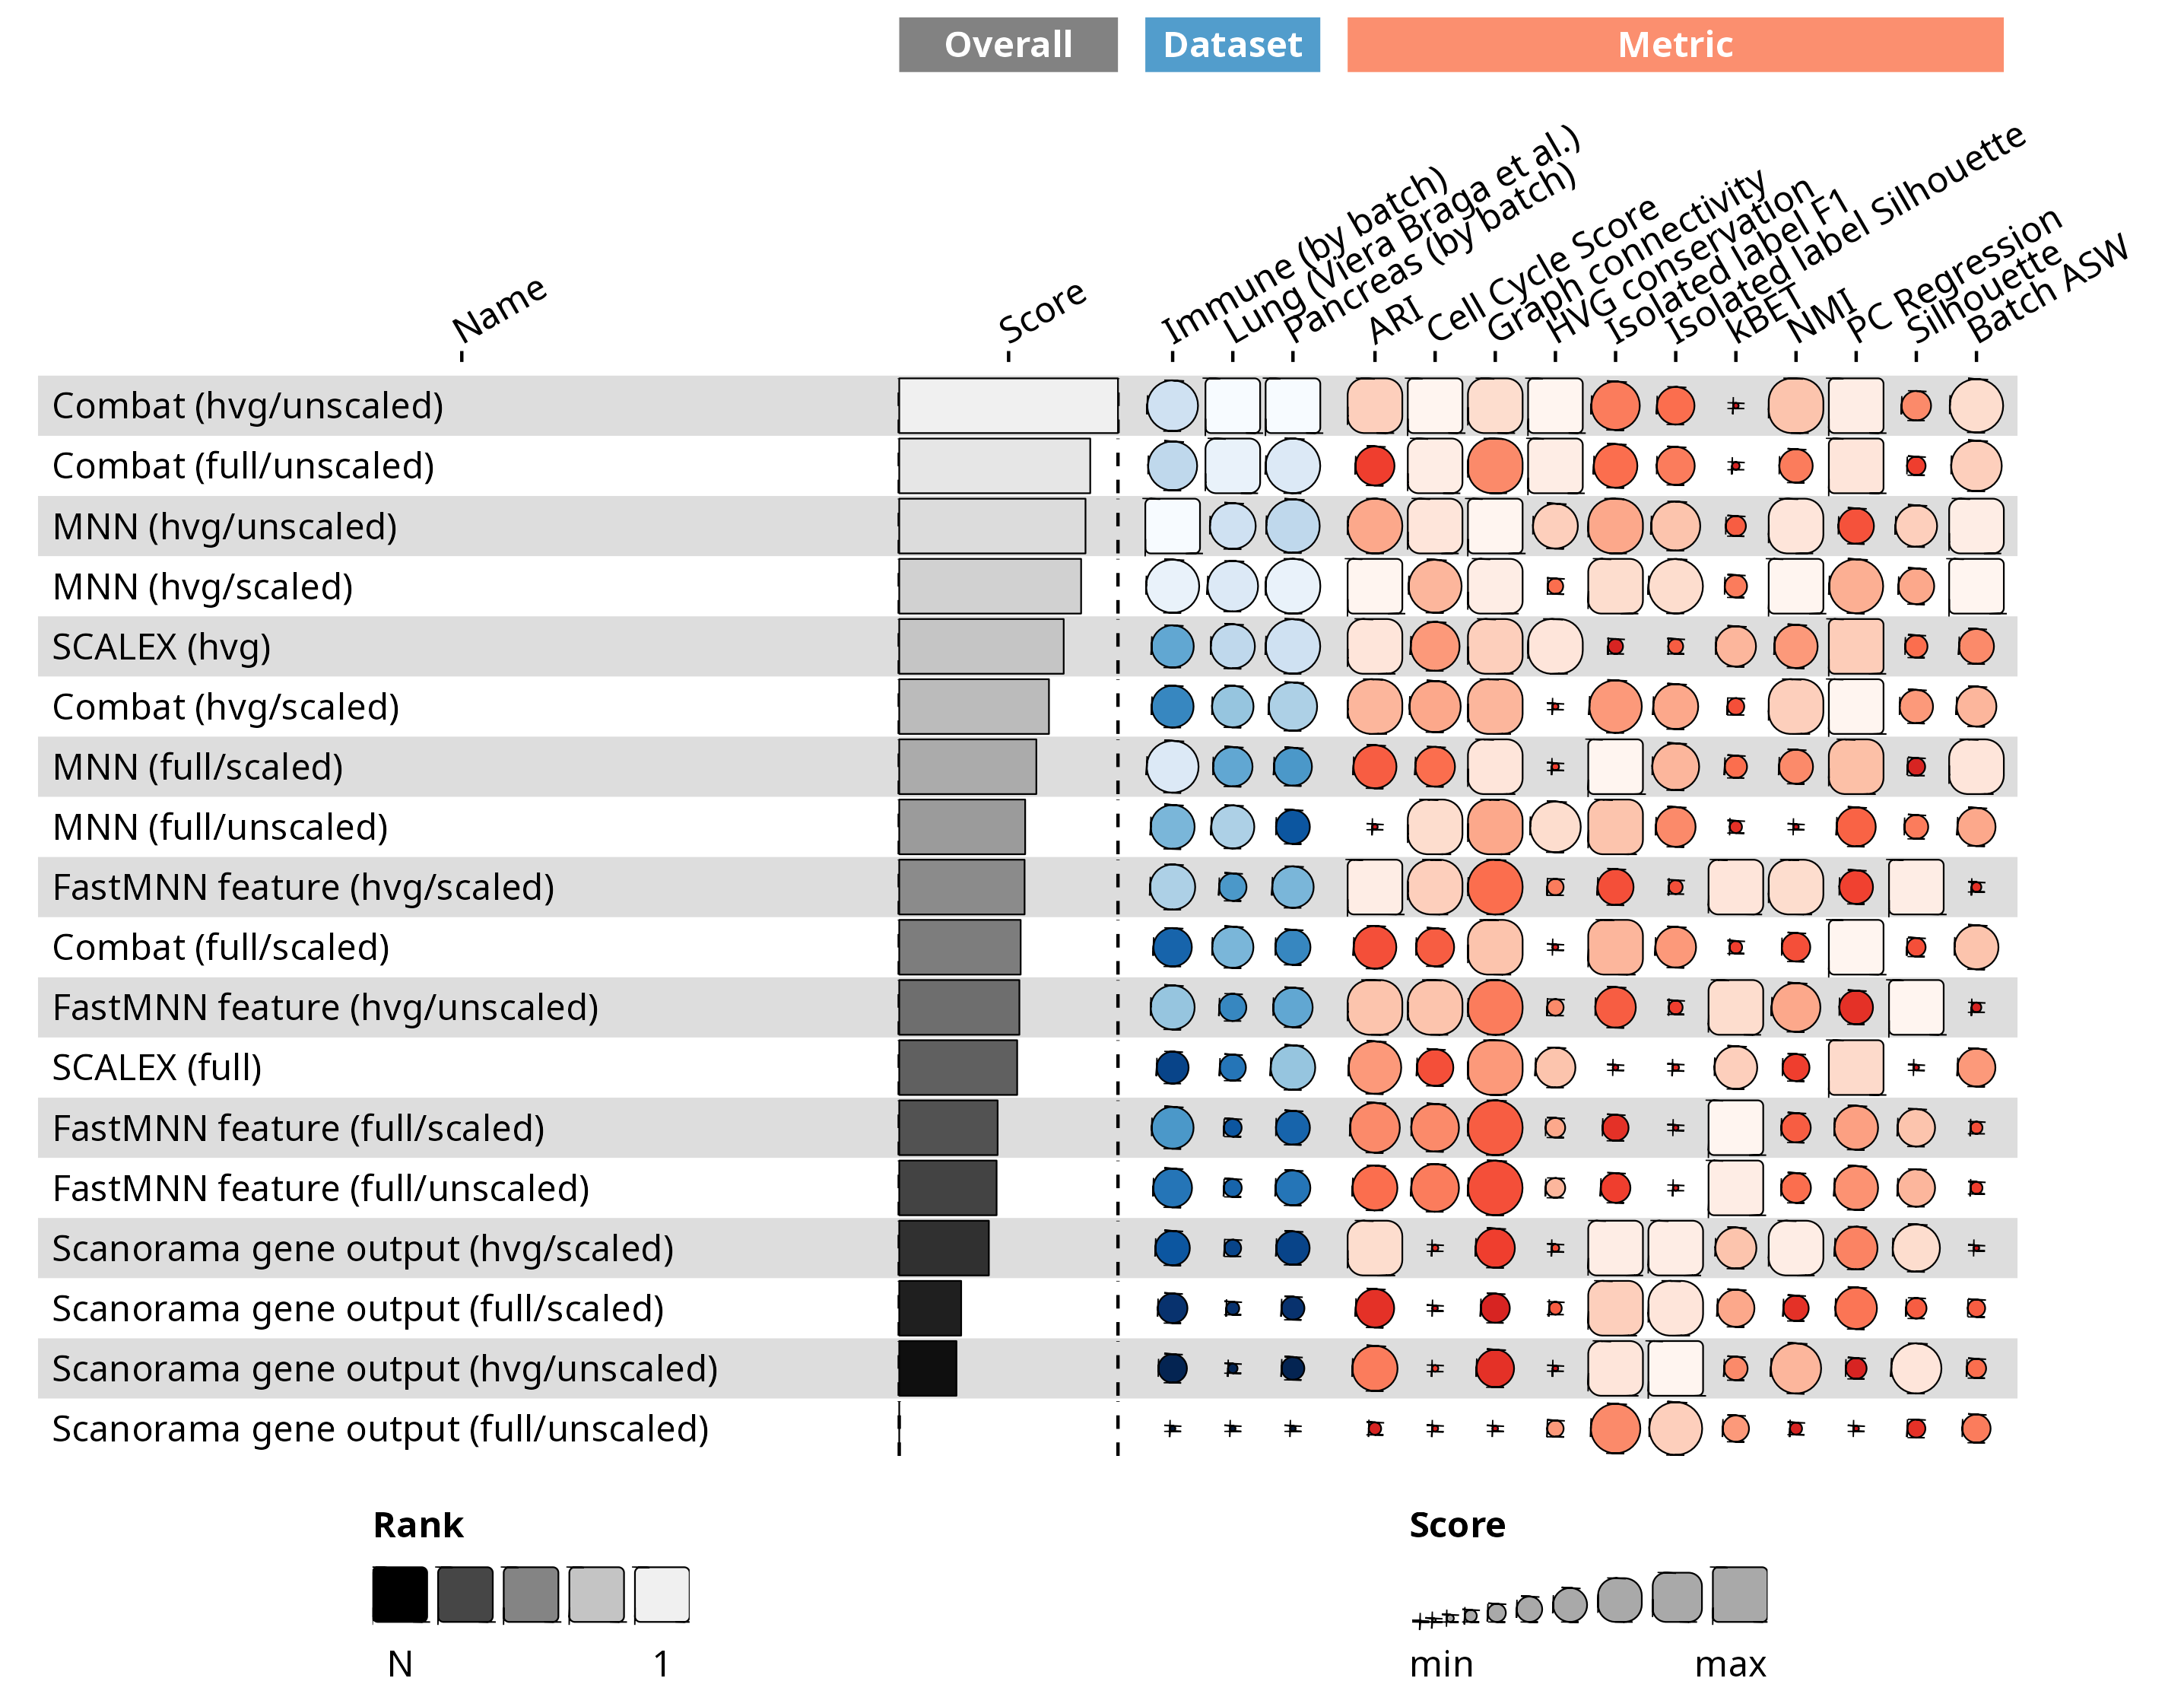 Overall Dataset Metric
Name
Score
Immune (by batch)
Lung (Viera Braga et al.)
Pancreas (by batch)
ARI
Cell Cycle Score
Graph connectivity
HVG conservation
Isolated label F1
Isolated label Silhouette
kBET
NMI
PC Regression
Silhouette
Batch ASW
Combat (hvg/unscaled)
Combat (full/unscaled)
MNN (hvg/unscaled)
MNN (hvg/scaled)
SCALEX (hvg)
Combat (hvg/scaled)
MNN (full/scaled)
MNN (full/unscaled)
FastMNN feature (hvg/scaled)
Combat (full/scaled)
FastMNN feature (hvg/unscaled)
SCALEX (full)
FastMNN feature (full/scaled)
FastMNN feature (full/unscaled)
Scanorama gene output (hvg/scaled)
Scanorama gene output (full/scaled)
Scanorama gene output (hvg/unscaled)
Scanorama gene output (full/unscaled)
Rank
N 1
Score
min max